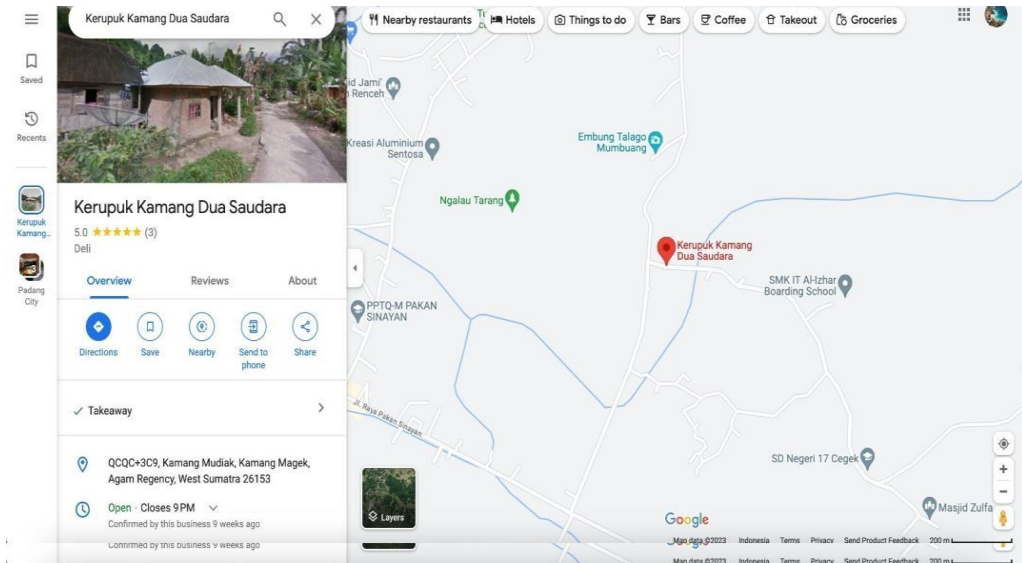 Kerupuk Kamang Dua Saudara
Nearby restaurants
Hotels
Things to do
Bars
Coffee
Takeout
Groceries
Saved
Recents
Kerupuk
Kamang...
Padang
City
Kerupuk Kamang Dua Saudara
5.0 (3)
Deli
Overview
Reviews
About
Directions
Save
Nearby
Send to
phone
Share
Takeaway
QCQC+3C9, Kamang Mudiak, Kamang Magek,
Agam Regency, West Sumatra 26153
Open · Closes 9 PM
Confirmed by this business 9 weeks ago
Confirmed by this business 9 weeks ago
id Jami'
Renceh
Kreasi Aluminium
Sentosa
Embung Talago
Mumbuang
Ngalau Tarang
Kerupuk Kamang
Dua Saudara
SMK IT Al-Izhar
Boarding School
PPTQ-M PAKAN
SINAYAN
Jl. Raya Pakan Sinayan
SD Negeri 17 Cegek
Masjid Zulfa
Layers
Google
Map data ©2023 Indonesia Terms Privacy Send Product Feedback 200 m
Map data ©2023 Indonesia Terms Privacy Send Product Feedback 200 m